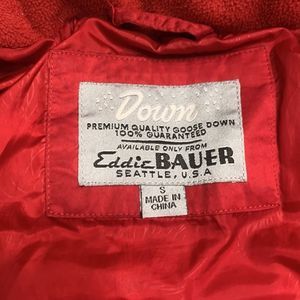 Down
PREMIUM QUALITY GOOSE DOWN
100% GUARANTEED
AVAILABLE ONLY FROM
Eddie BAUER
SEATTLE, U.S.A
S
MADE IN
CHINA